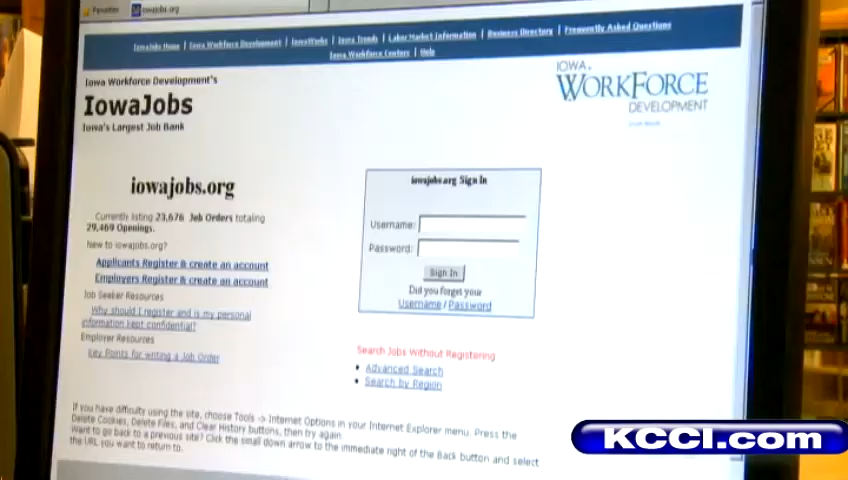 Favorites iowajobs.org
IowaJobs Home | Iowa Workforce Development | IowaWorks | Iowa Trends | Labor Market Information | Business Directory | Frequently Asked Questions
Iowa Workforce Centers | Help
Iowa Workforce Development's
IowaJobs
Iowa's Largest Job Bank
IOWA
WORKFORCE
DEVELOPMENT
iowajobs.org
Currently listing 23,676 Job Orders totaling
29,469 Openings.
New to iowajobs.org?
Applicants Register & create an account
Employers Register & create an account
Job Seeker Resources
Why should I register and is my personal
information kept confidential?
Employer Resources
Key Points for writing a Job Order
iowajobs.org Sign In
Username:
Password:
Sign In
Did you forget your
Username / Password
Search Jobs Without Registering
• Advanced Search
• Search by Region
If you have difficulty using the site, choose Tools -> Internet Options in your Internet Explorer menu. Press the
Delete Cookies, Delete Files, and Clear History buttons, then try again.
Want to go back to a previous site? Click the small down arrow to the immediate right of the Back button and select
the URL you want to return to.
KCCI.com